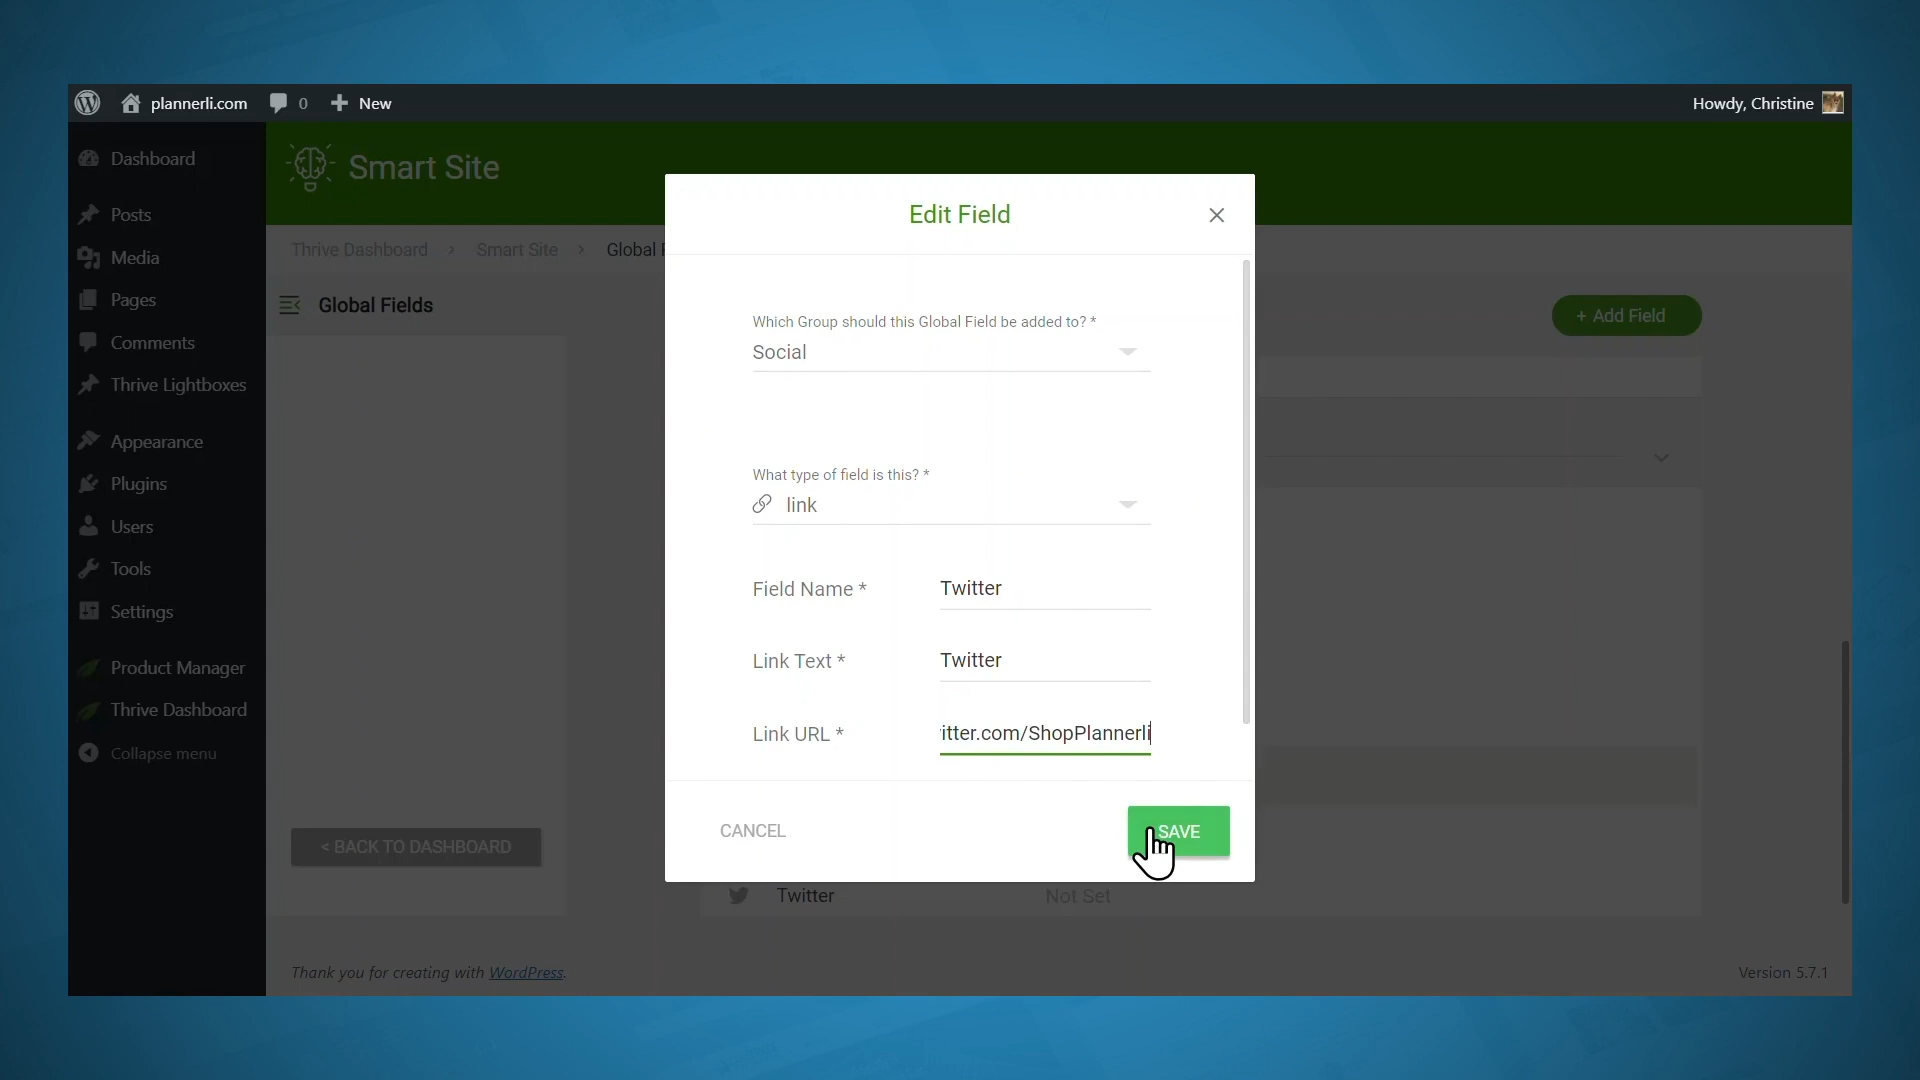 plannerli.com 0 New Howdy, Christine
Dashboard
Posts
Media
Pages
Comments
Thrive Lightboxes
Appearance
Plugins
Users
Tools
Settings
Product Manager
Thrive Dashboard
Collapse menu
Smart Site
Thrive Dashboard > Smart Site > Global
Global Fields
+ Add Field
< BACK TO DASHBOARD
Edit Field
Which Group should this Global Field be added to? *
Social
What type of field is this? *
link
Field Name * Twitter
Link Text * Twitter
Link URL * itter.com/ShopPlannerli
CANCEL SAVE
Twitter Not Set
Thank you for creating with WordPress. Version 5.7.1